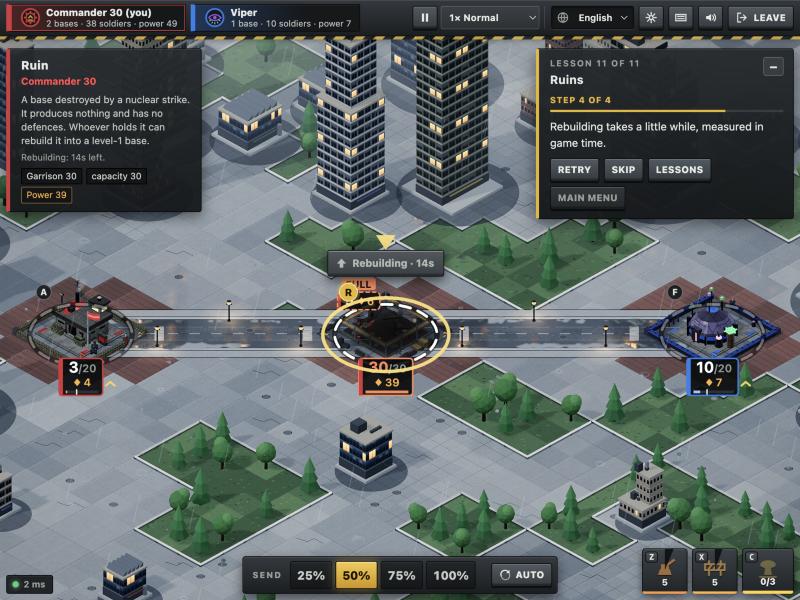 Commander 30 (you)
2 bases · 38 soldiers · power 49
Viper
1 base · 10 soldiers · power 7
1x Normal
English
LEAVE
Ruin
Commander 30
A base destroyed by a nuclear strike.
It produces nothing and has no
defences. Whoever holds it can
rebuild it into a level-1 base.
Rebuilding: 14s left.
Garrison 30
capacity 30
Power 39
LESSON 11 OF 11
Ruins
STEP 4 OF 4
Rebuilding takes a little while, measured in
game time.
RETRY
SKIP
LESSONS
MAIN MENU
Rebuilding · 14s
A
R
F
3/20
4
30/30
39
10/20
7
SEND
25%
50%
75%
100%
AUTO
2 ms
Z
5
X
5
C
0/3